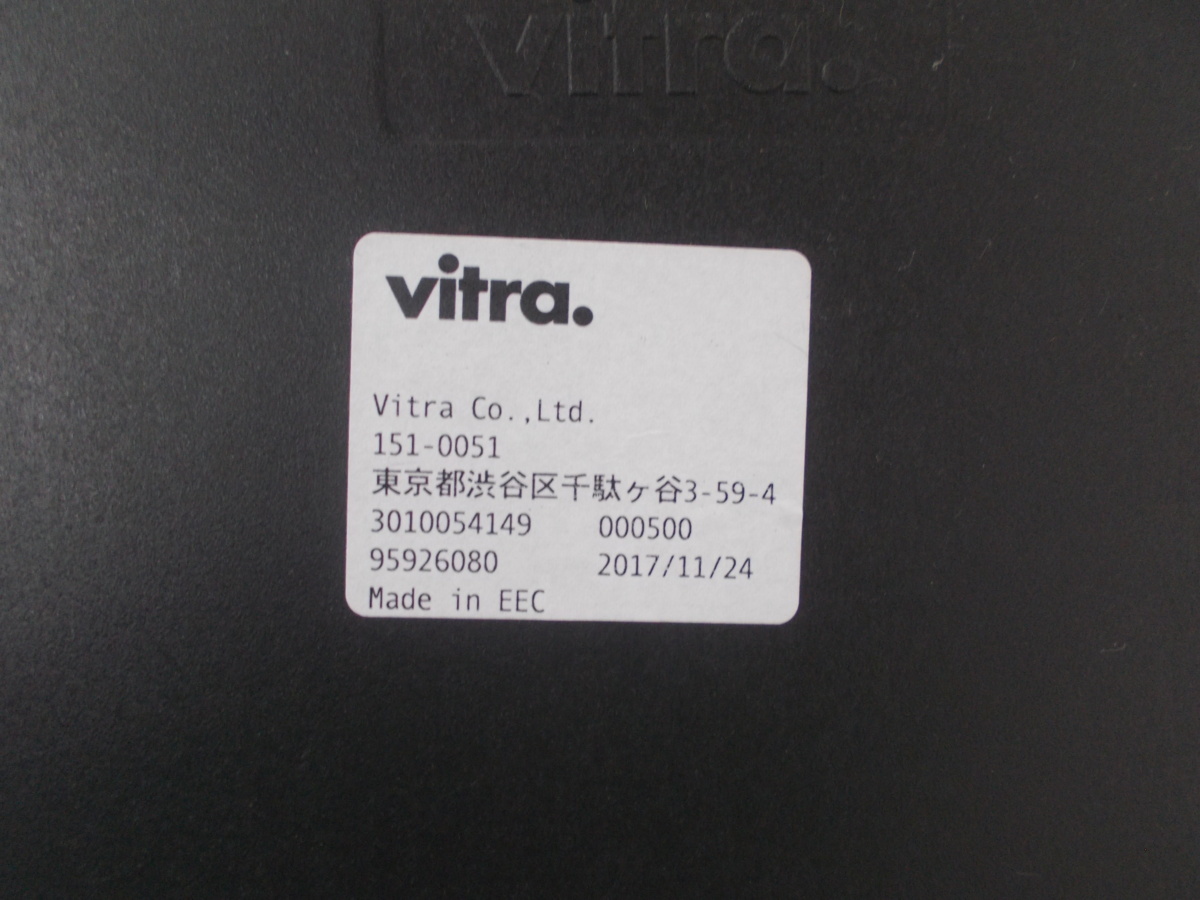 vitra.
vitra.
Vitra Co.,Ltd.
151-0051
東京都渋谷区千駄ヶ谷3-59-4
3010054149 000500
95926080 2017/11/24
Made in EEC